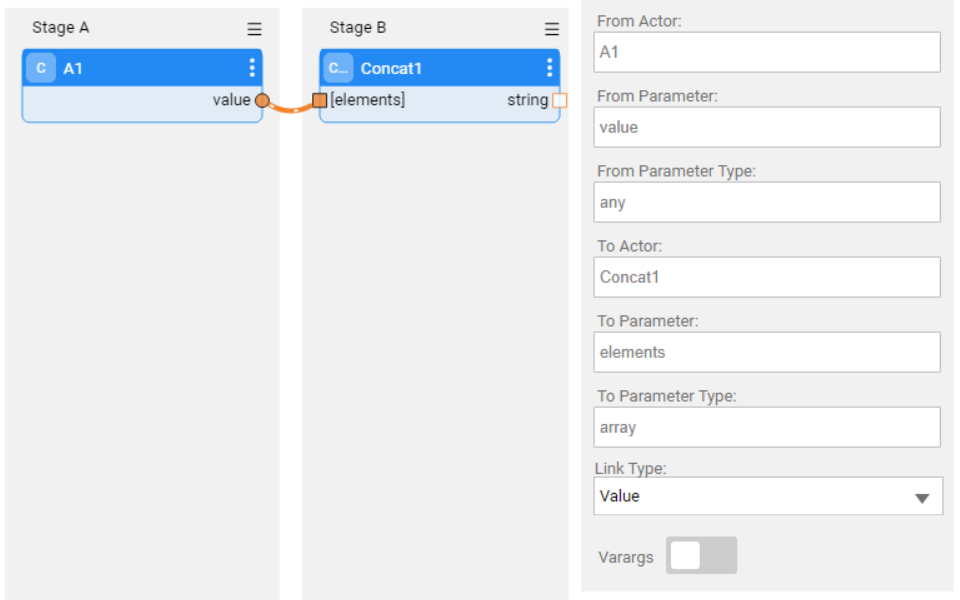 Stage A
C A1
value
Stage B
C... Concat1
[elements] string
From Actor:
A1
From Parameter:
value
From Parameter Type:
any
To Actor:
Concat1
To Parameter:
elements
To Parameter Type:
array
Link Type:
Value
Varargs